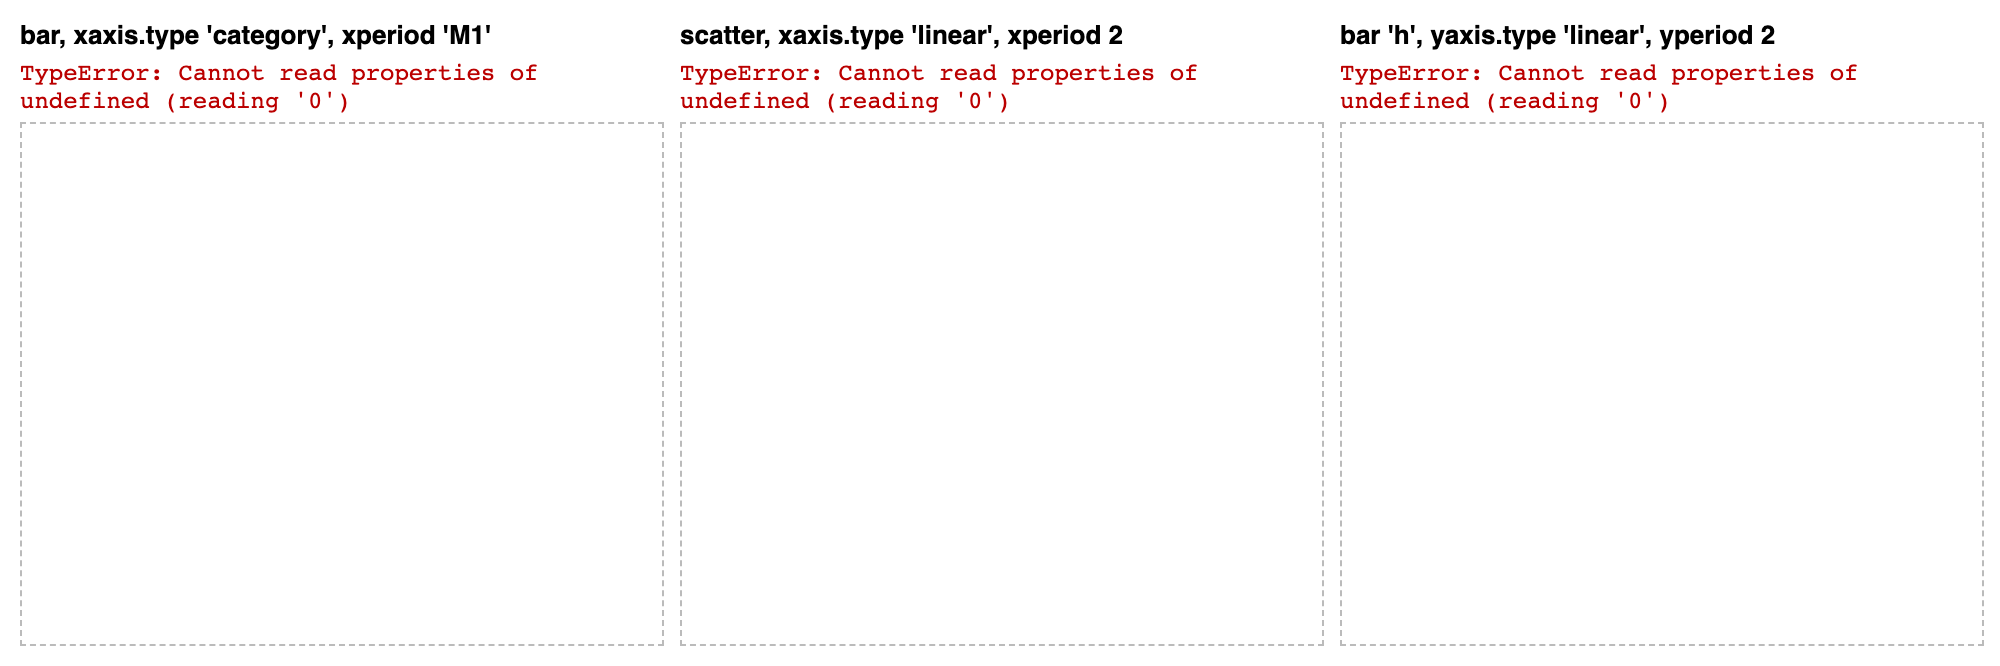 bar, xaxis.type 'category', xperiod 'M1'
TypeError: Cannot read properties of
undefined (reading '0')
scatter, xaxis.type 'linear', xperiod 2
TypeError: Cannot read properties of
undefined (reading '0')
bar 'h', yaxis.type 'linear', yperiod 2
TypeError: Cannot read properties of
undefined (reading '0')